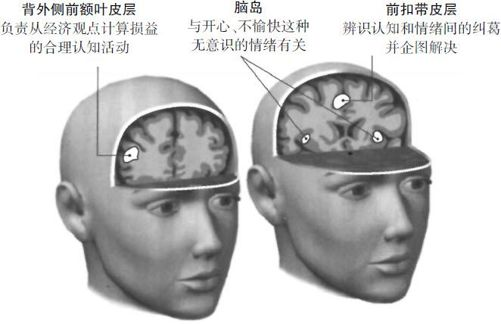 背外侧前额叶皮层
负责从经济观点计算损益
的合理认知活动
脑岛
与开心、不愉快这种
无意识的情绪有关
前扣带皮层
辨识认知和情绪间的纠葛
并企图解决